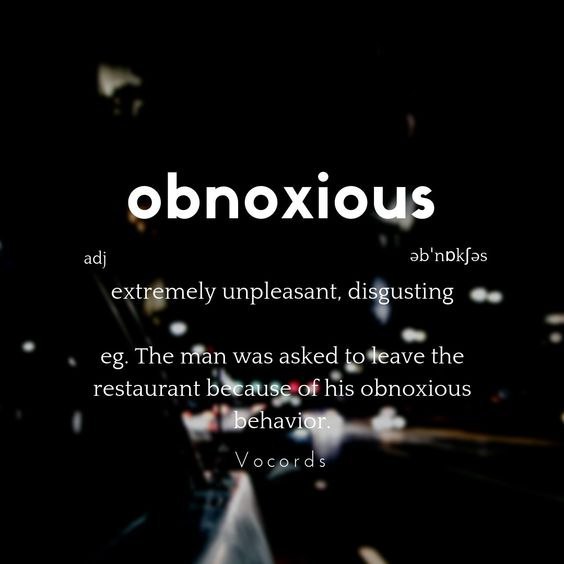 obnoxious
adj
əbˈnɒkʃəs
extremely unpleasant, disgusting
eg. The man was asked to leave the
restaurant because of his obnoxious
behavior.
Vocords